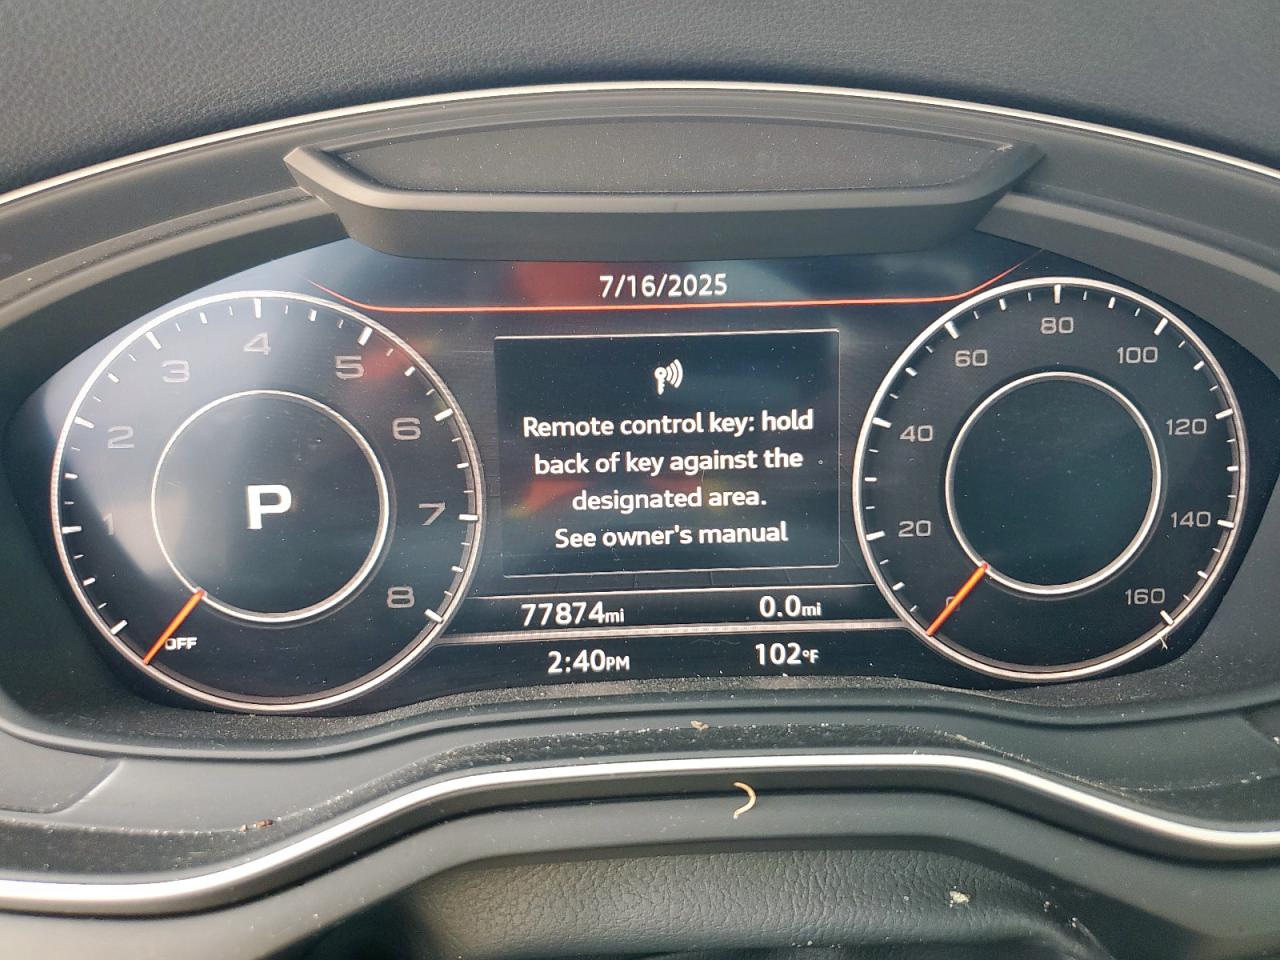 7/16/2025
1
2
3
4
5
6
7
8
OFF
P
Remote control key: hold
back of key against the
designated area.
See owner's manual
77874mi
0.0mi
2:40PM
102°F
0
20
40
60
80
100
120
140
160